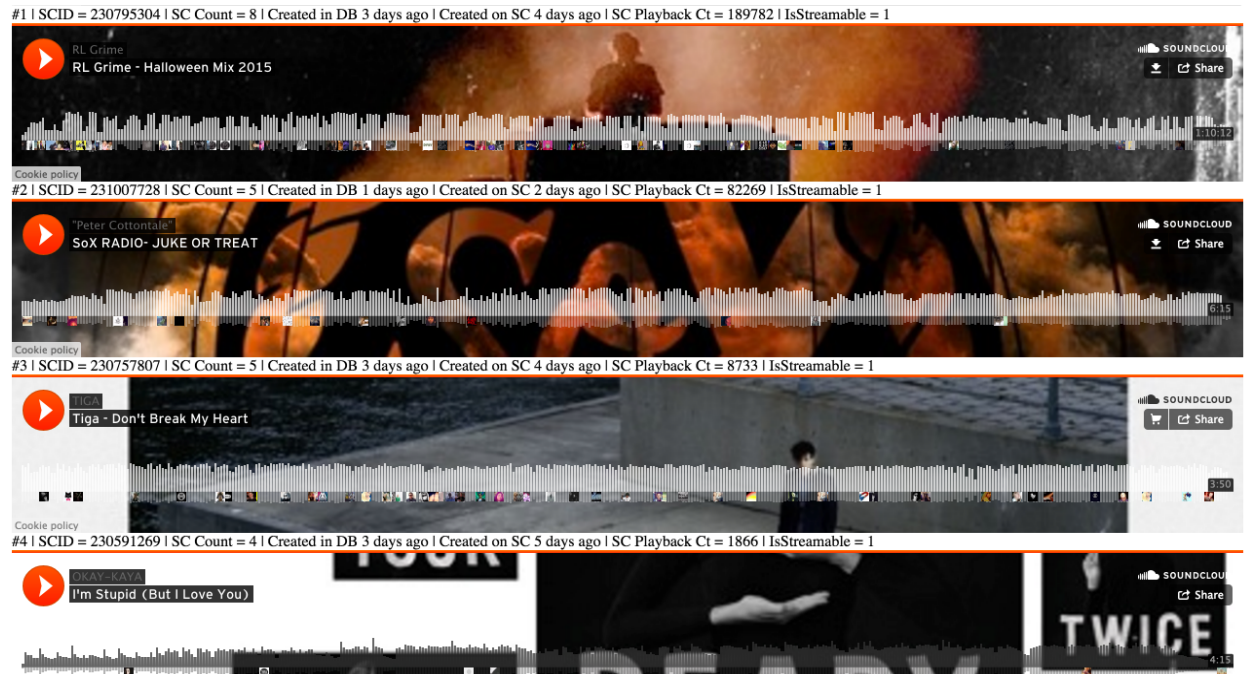 #1 | SCID = 230795304 | SC Count = 8 | Created in DB 3 days ago | Created on SC 4 days ago | SC Playback Ct = 189782 | IsStreamable = 1
RL Grime
SOUNDCLOUD
RL Grime - Halloween Mix 2015
Share
1:10:12
Cookie policy
#2 | SCID = 231007728 | SC Count = 5 | Created in DB 1 days ago | Created on SC 2 days ago | SC Playback Ct = 82269 | IsStreamable = 1
"Peter Cottontale"
SOUNDCLOUD
SoX RADIO- JUKE OR TREAT
Share
6:15
Cookie policy
#3 | SCID = 230757807 | SC Count = 5 | Created in DB 3 days ago | Created on SC 4 days ago | SC Playback Ct = 8733 | IsStreamable = 1
TIGA
SOUNDCLOUD
Tiga - Don't Break My Heart
Share
3:50
Cookie policy
#4 | SCID = 230591269 | SC Count = 4 | Created in DB 3 days ago | Created on SC 5 days ago | SC Playback Ct = 1866 | IsStreamable = 1
YOUR
OKAY-KAYA
SOUNDCLOUD
I'm Stupid (But I Love You)
Share
TWICE
READY
4:15